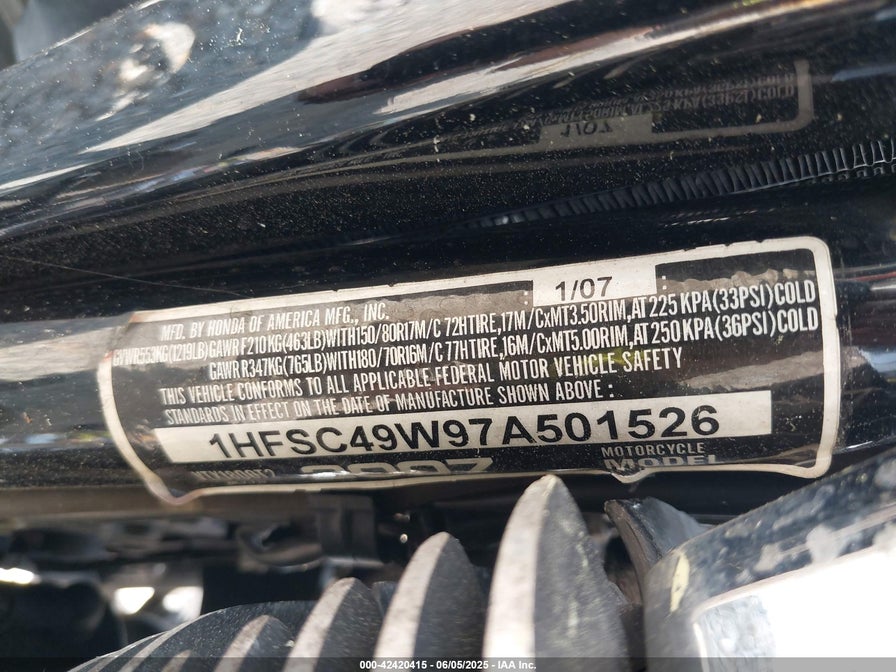 1/07
MFD. BY HONDA OF AMERICA MFG., INC.
GVWR553KG(1219LB)GAWR F210KG(463LB)WITH150/80R17M/C 72HTIRE,17M/CxMT3.50RIM,AT 225 KPA(33PSI)COLD
GAWR R347KG(765LB)WITH180/70R16M/C 77HTIRE,16M/CxMT5.00RIM,AT 250 KPA(36PSI)COLD
THIS VEHICLE CONFORMS TO ALL APPLICABLE FEDERAL MOTOR VEHICLE SAFETY
STANDARDS IN EFFECT ON THE DATE OF MANUFACTURE SHOWN ABOVE :
1HFSC49W97A501526
2007 MOTORCYCLE
MODEL
000-42420415 - 06/05/2025 - IAA Inc.